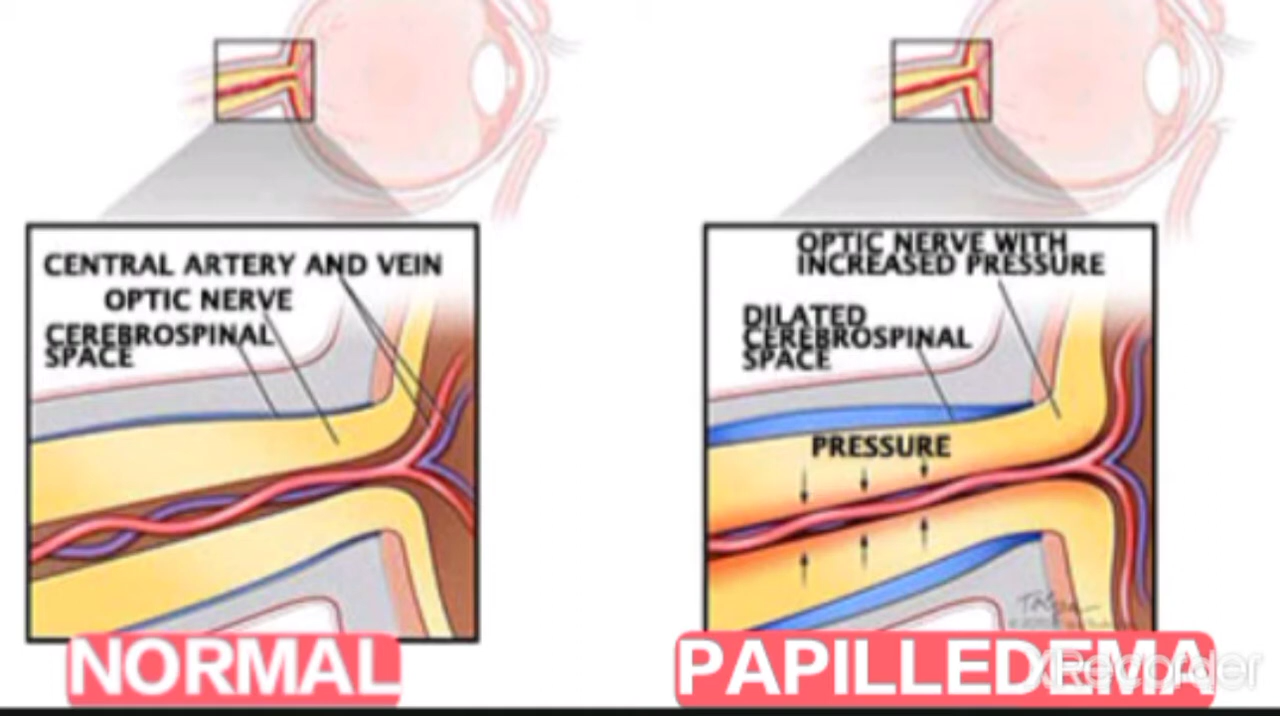 CENTRAL ARTERY AND VEIN
OPTIC NERVE
CEREBROSPINAL
SPACE
NORMAL
OPTIC NERVE WITH
INCREASED PRESSURE
DILATED
CEREBROSPINAL
SPACE
PRESSURE
PAPILLEDEMA
XRecorder